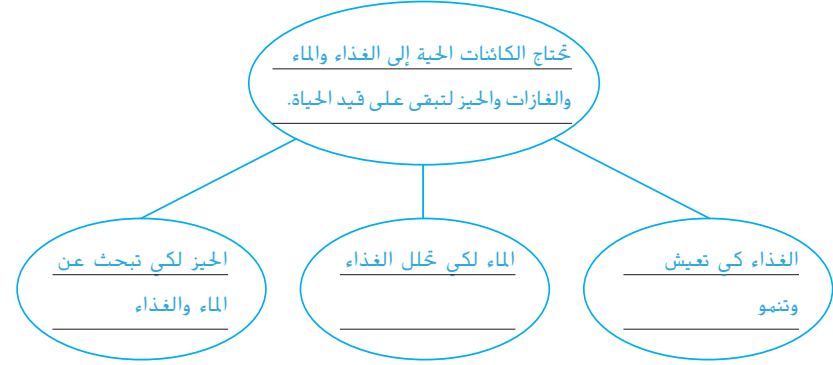 تحتاج الكائنات الحية إلى الغذاء والماء
والغازات والحيز لتبقى على قيد الحياة.
الغذاء كي تعيش
وتنمو
الماء لكي تحلل الغذاء
الحيز لكي تبحث عن
الماء والغذاء